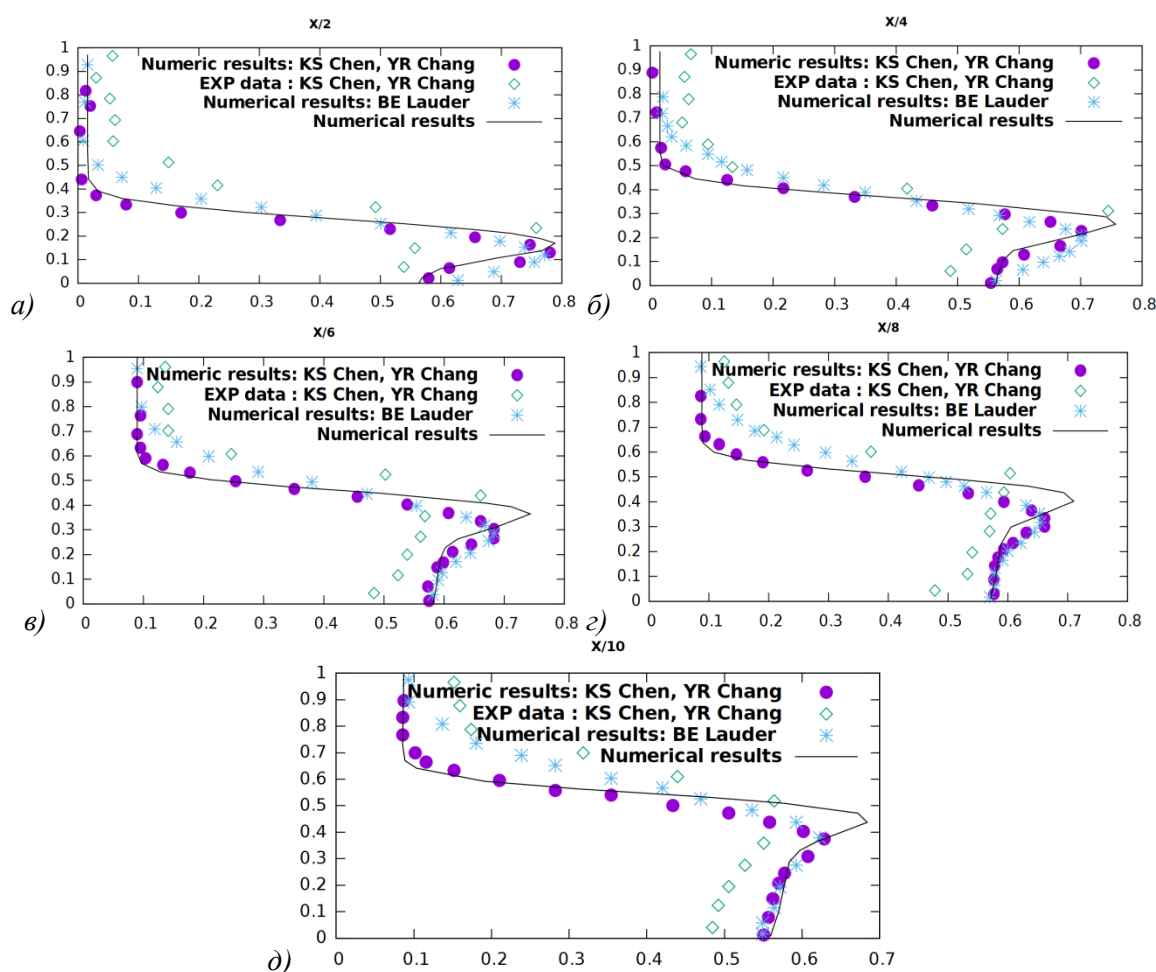 X/2
1
0.9
0.8
0.7
0.6
0.5
0.4
0.3
0.2
0.1
0
Numeric results: KS Chen, YR Chang
EXP data : KS Chen, YR Chang
Numerical results: BE Lauder
Numerical results
0 0.1 0.2 0.3 0.4 0.5 0.6 0.7 0.8
а)
X/4
1
0.9
0.8
0.7
0.6
0.5
0.4
0.3
0.2
0.1
0
Numeric results: KS Chen, YR Chang
EXP data : KS Chen, YR Chang
Numerical results: BE Lauder
Numerical results
0 0.1 0.2 0.3 0.4 0.5 0.6 0.7 0.8
б)
X/6
1
0.9
0.8
0.7
0.6
0.5
0.4
0.3
0.2
0.1
0
Numeric results: KS Chen, YR Chang
EXP data : KS Chen, YR Chang
Numerical results: BE Lauder
Numerical results
0 0.1 0.2 0.3 0.4 0.5 0.6 0.7 0.8
в)
X/8
1
0.9
0.8
0.7
0.6
0.5
0.4
0.3
0.2
0.1
0
Numeric results: KS Chen, YR Chang
EXP data : KS Chen, YR Chang
Numerical results: BE Lauder
Numerical results
0 0.1 0.2 0.3 0.4 0.5 0.6 0.7 0.8
г)
X/10
1
0.9
0.8
0.7
0.6
0.5
0.4
0.3
0.2
0.1
0
Numeric results: KS Chen, YR Chang
EXP data : KS Chen, YR Chang
Numerical results: BE Lauder
Numerical results
0 0.1 0.2 0.3 0.4 0.5 0.6 0.7
д)